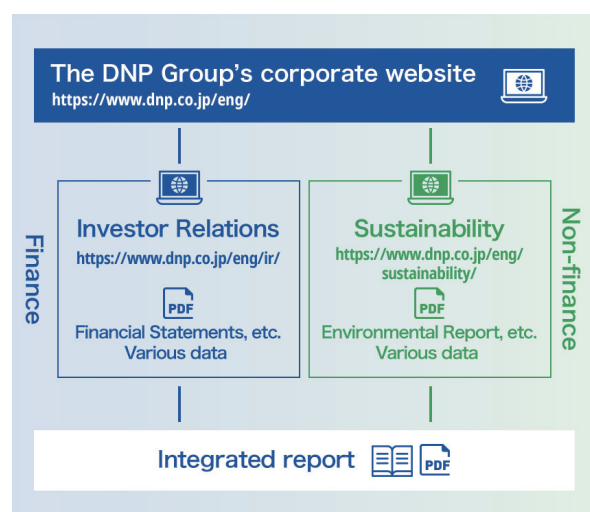 The DNP Group's corporate website
https://www.dnp.co.jp/eng/
Finance
Investor Relations
https://www.dnp.co.jp/eng/ir/
PDF
Financial Statements, etc.
Various data
Sustainability
https://www.dnp.co.jp/eng/
sustainability/
PDF
Environmental Report, etc.
Various data
Non-finance
Integrated report
PDF